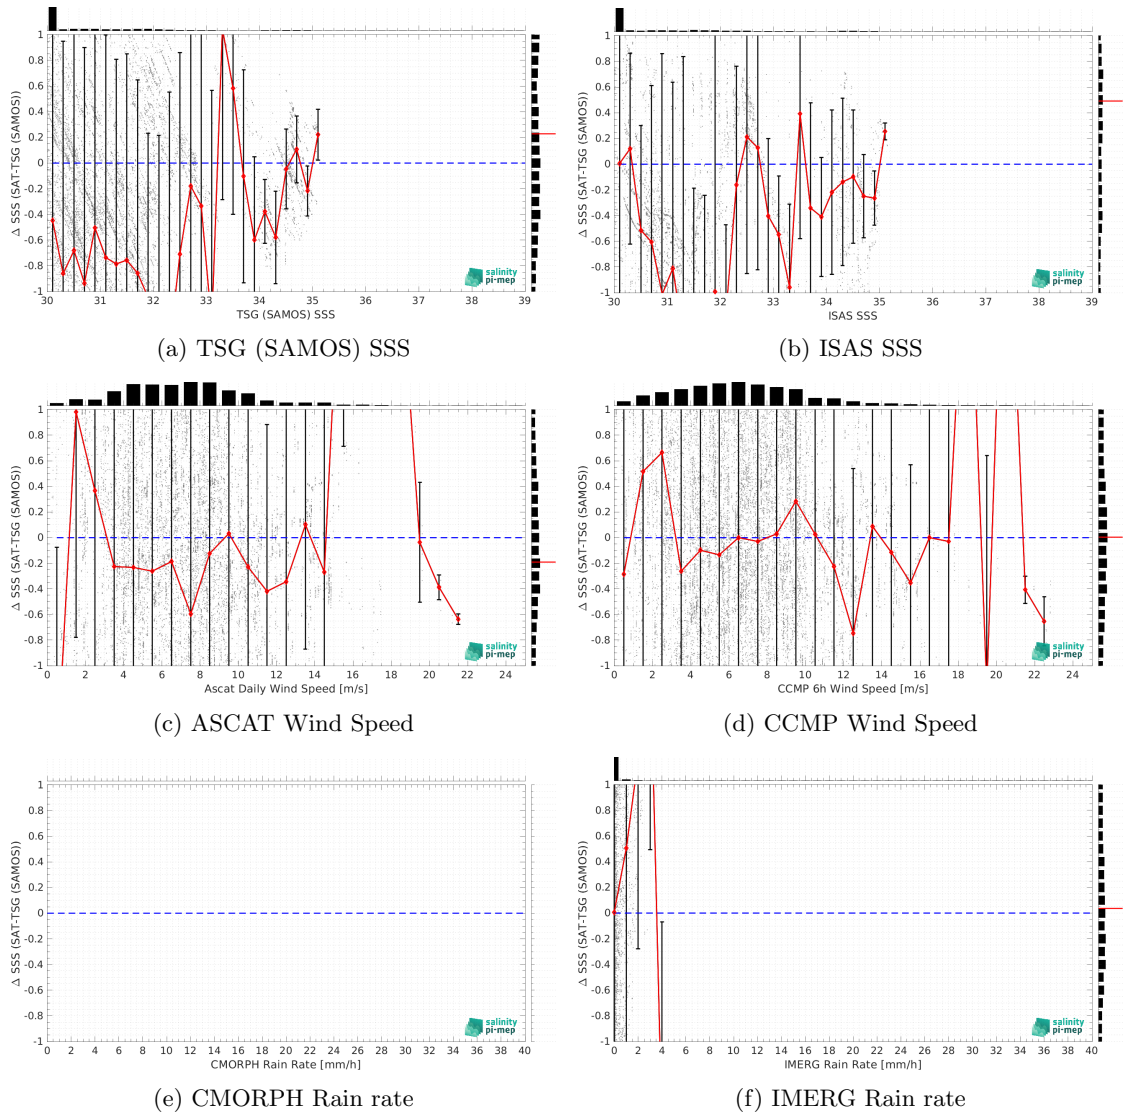 Δ SSS (SAT-TSG (SAMOS))
1
0.8
0.6
0.4
0.2
0
-0.2
-0.4
-0.6
-0.8
-1
30 31 32 33 34 35 36 37 38 39
TSG (SAMOS) SSS
salinity
pi-mep
(a) TSG (SAMOS) SSS
Δ SSS (SAT-TSG (SAMOS))
1
0.8
0.6
0.4
0.2
0
-0.2
-0.4
-0.6
-0.8
-1
30 31 32 33 34 35 36 37 38 39
ISAS SSS
salinity
pi-mep
(b) ISAS SSS
Δ SSS (SAT-TSG (SAMOS))
1
0.8
0.6
0.4
0.2
0
-0.2
-0.4
-0.6
-0.8
-1
0 2 4 6 8 10 12 14 16 18 20 22 24
Ascat Daily Wind Speed [m/s]
salinity
pi-mep
(c) ASCAT Wind Speed
Δ SSS (SAT-TSG (SAMOS))
1
0.8
0.6
0.4
0.2
0
-0.2
-0.4
-0.6
-0.8
-1
0 2 4 6 8 10 12 14 16 18 20 22 24
CCMP 6h Wind Speed [m/s]
salinity
pi-mep
(d) CCMP Wind Speed
Δ SSS (SAT-TSG (SAMOS))
1
0.8
0.6
0.4
0.2
0
-0.2
-0.4
-0.6
-0.8
-1
0 2 4 6 8 10 12 14 16 18 20 22 24 26 28 30 32 34 36 38 40
CMORPH Rain Rate [mm/h]
salinity
pi-mep
(e) CMORPH Rain rate
Δ SSS (SAT-TSG (SAMOS))
1
0.8
0.6
0.4
0.2
0
-0.2
-0.4
-0.6
-0.8
-1
0 2 4 6 8 10 12 14 16 18 20 22 24 26 28 30 32 34 36 38 40
IMERG Rain Rate [mm/h]
salinity
pi-mep
(f) IMERG Rain rate